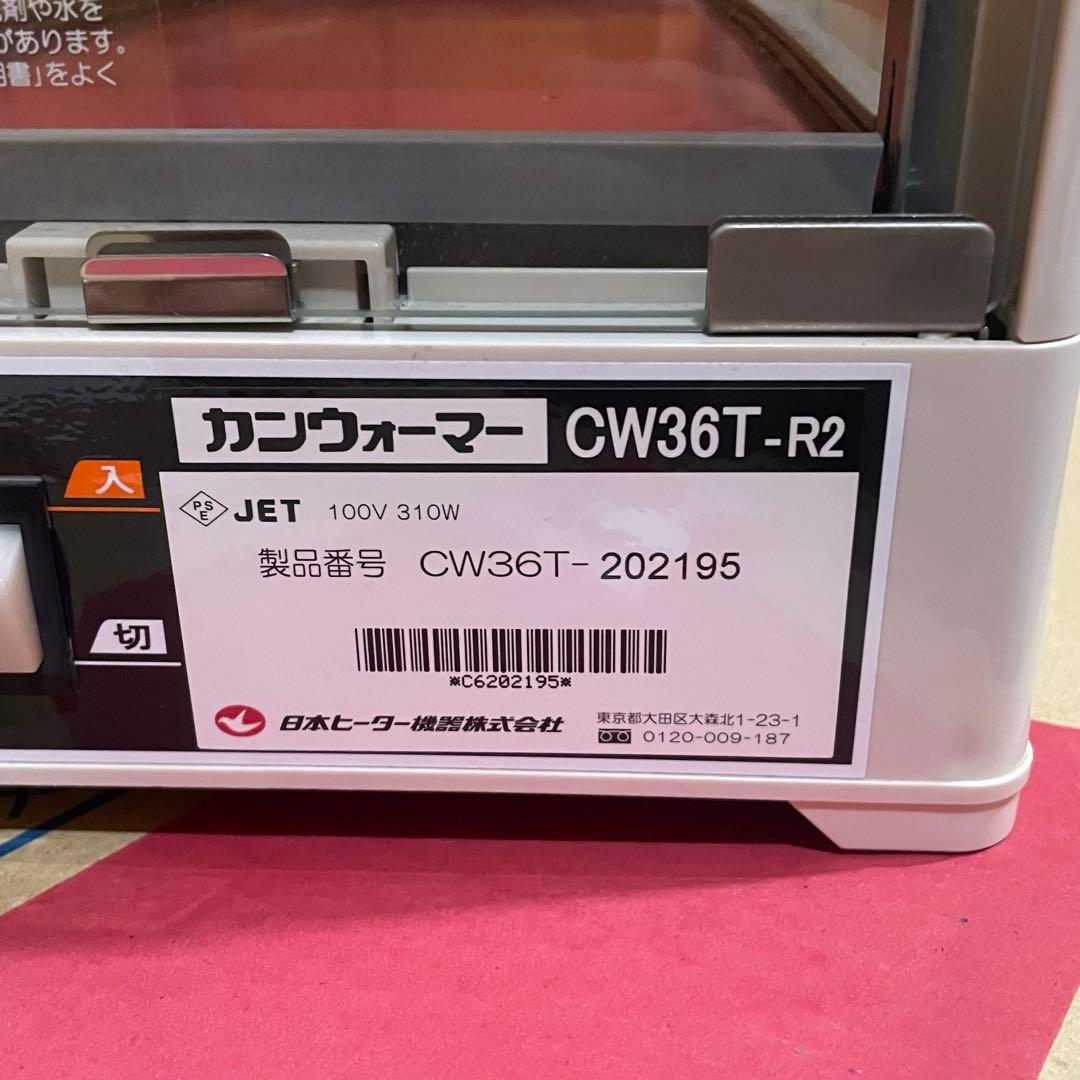 剤や水を
があります。
書」をよく
カンウォーマー CW36T-R2
入
PSE JET 100V 310W
製品番号 CW36T-202195
切
*C6202195*
日本ヒーター機器株式会社
東京都大田区大森北1-23-1
0120-009-187